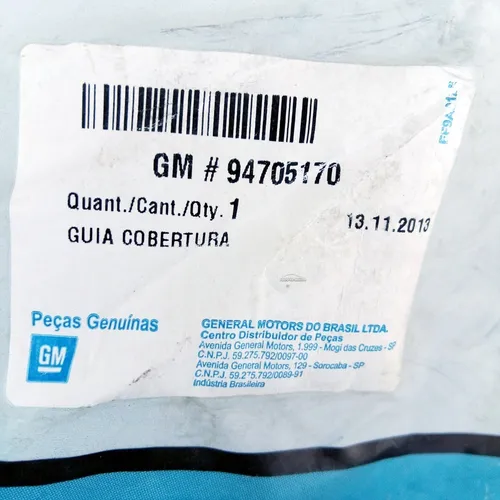 GM # 94705170
Quant./Cant./Qty. 1
13.11.2013
GUIA COBERTURA
Peças Genuínas
GM
GENERAL MOTORS DO BRASIL LTDA.
Centro Distribuidor de Peças
Avenida General Motors, 1.999 - Mogi das Cruzes - SP
C.N.P.J. 59.275.792/0097-00
Avenida General Motors, 129 - Sorocaba - SP
C.N.P.J. 59.275.792/0089-91
Indústria Brasileira